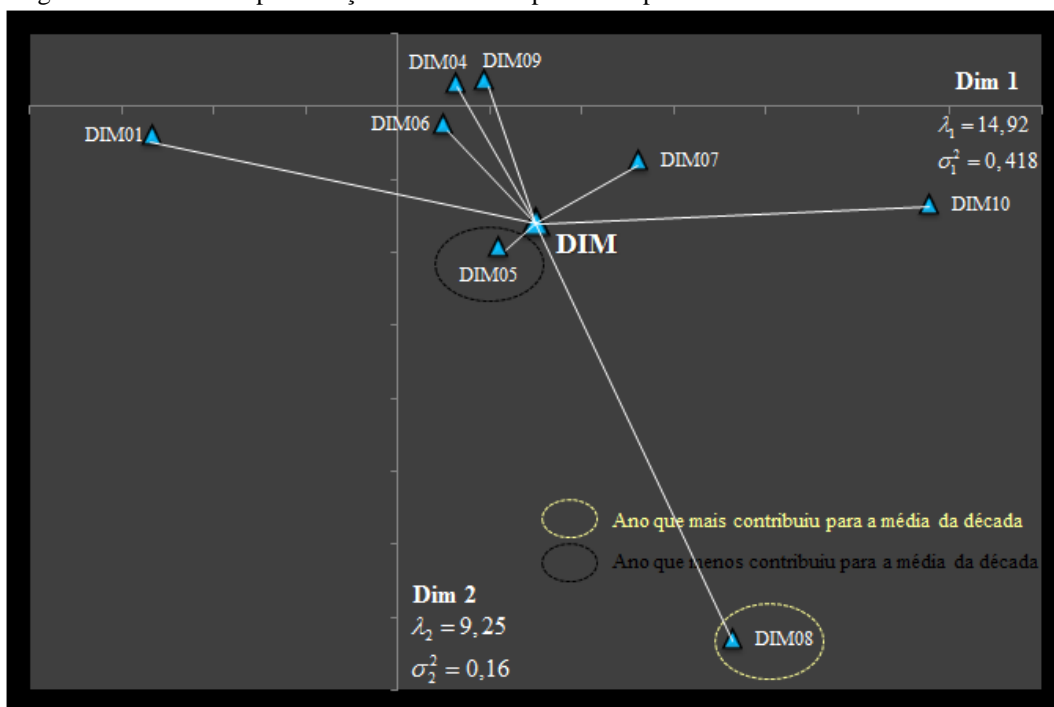 DIM04 DIM09
Dim 1
DIM01
DIM06
λ₁ = 14,92
DIM07
σ₁² = 0,418
DIM10
DIM
DIM05
Ano que mais contribuiu para a média da década
Ano que menos contribuiu para a média da década
Dim 2
λ₂ = 9,25
DIM08
σ₂² = 0,16